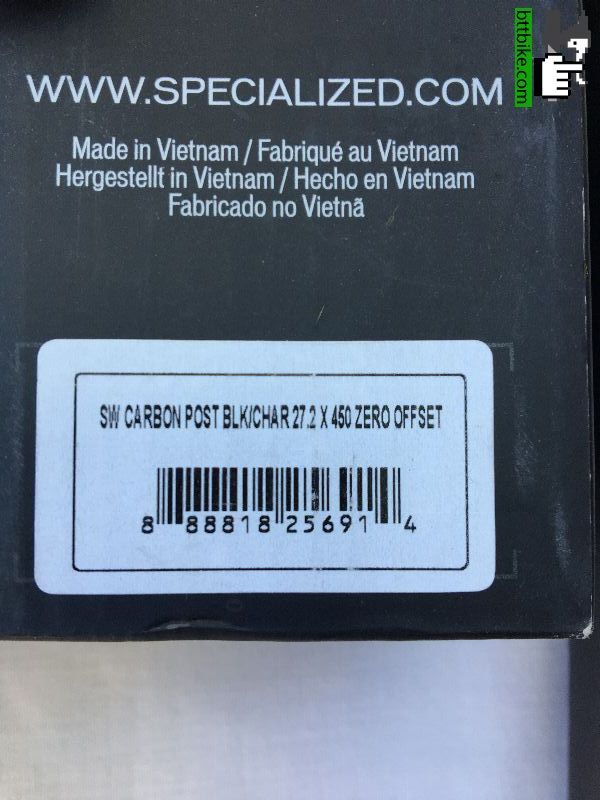 bttbike.com
WWW.SPECIALIZED.COM
Made in Vietnam / Fabriqué au Vietnam
Hergestellt in Vietnam / Hecho en Vietnam
Fabricado no Vietnã
SW CARBON POST BLK/CHAR 27.2 X 450 ZERO OFFSET
8 88818 25691 4